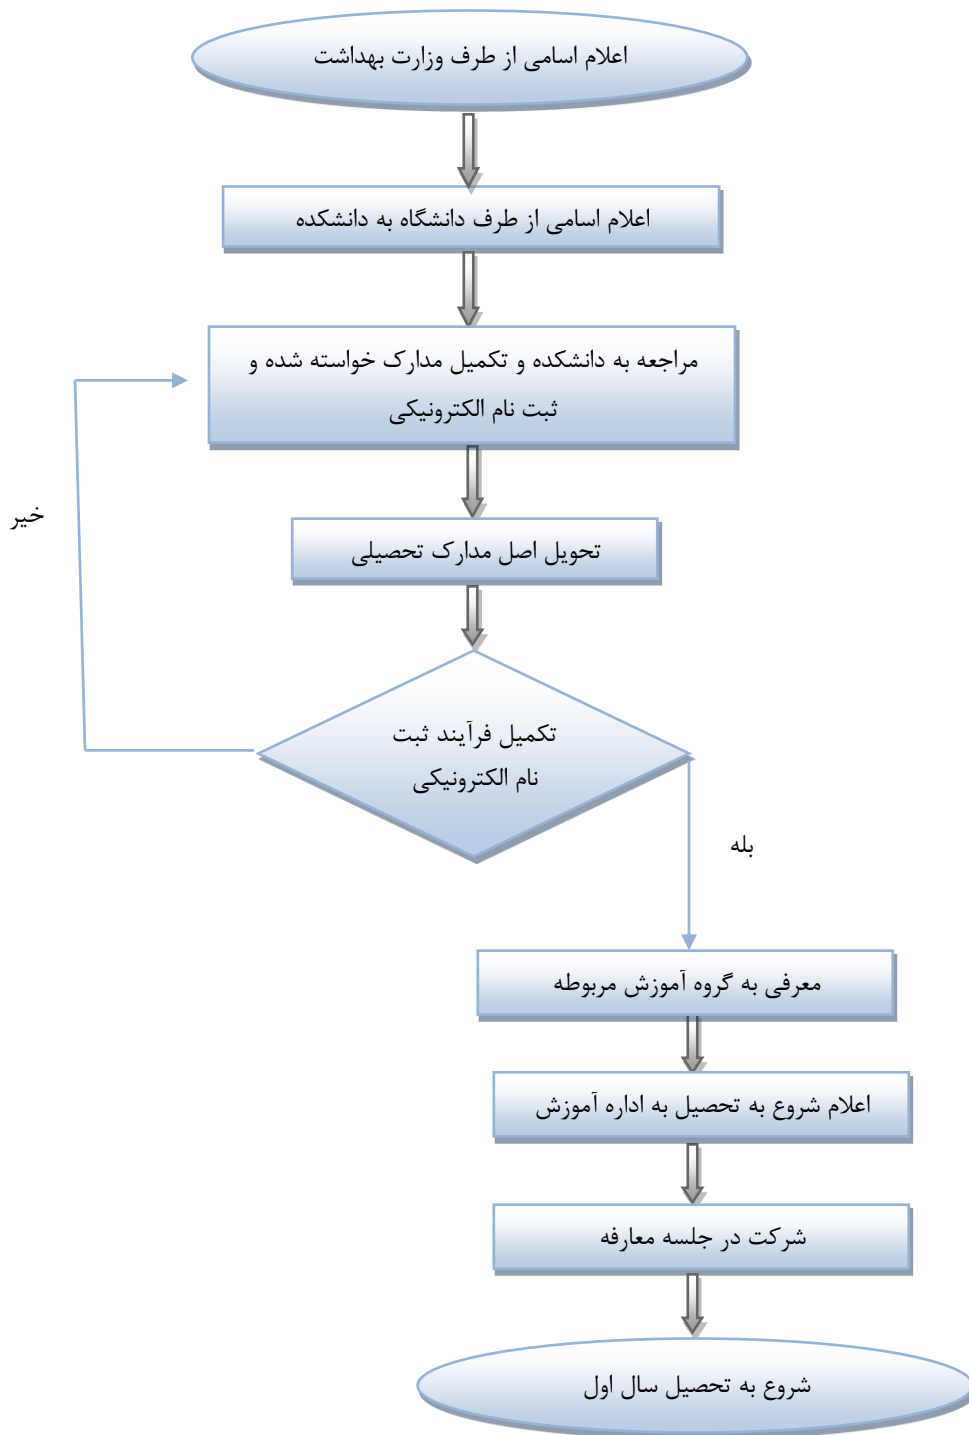 اعلام اسامی از طرف وزارت بهداشت
اعلام اسامی از طرف دانشگاه به دانشکده
مراجعه به دانشکده و تکمیل مدارک خواسته شده و
ثبت نام الکترونیکی
خیر
تحویل اصل مدارک تحصیلی
تکمیل فرآیند ثبت
نام الکترونیکی
بله
معرفی به گروه آموزش مربوطه
اعلام شروع به تحصیل به اداره آموزش
شرکت در جلسه معارفه
شروع به تحصیل سال اول